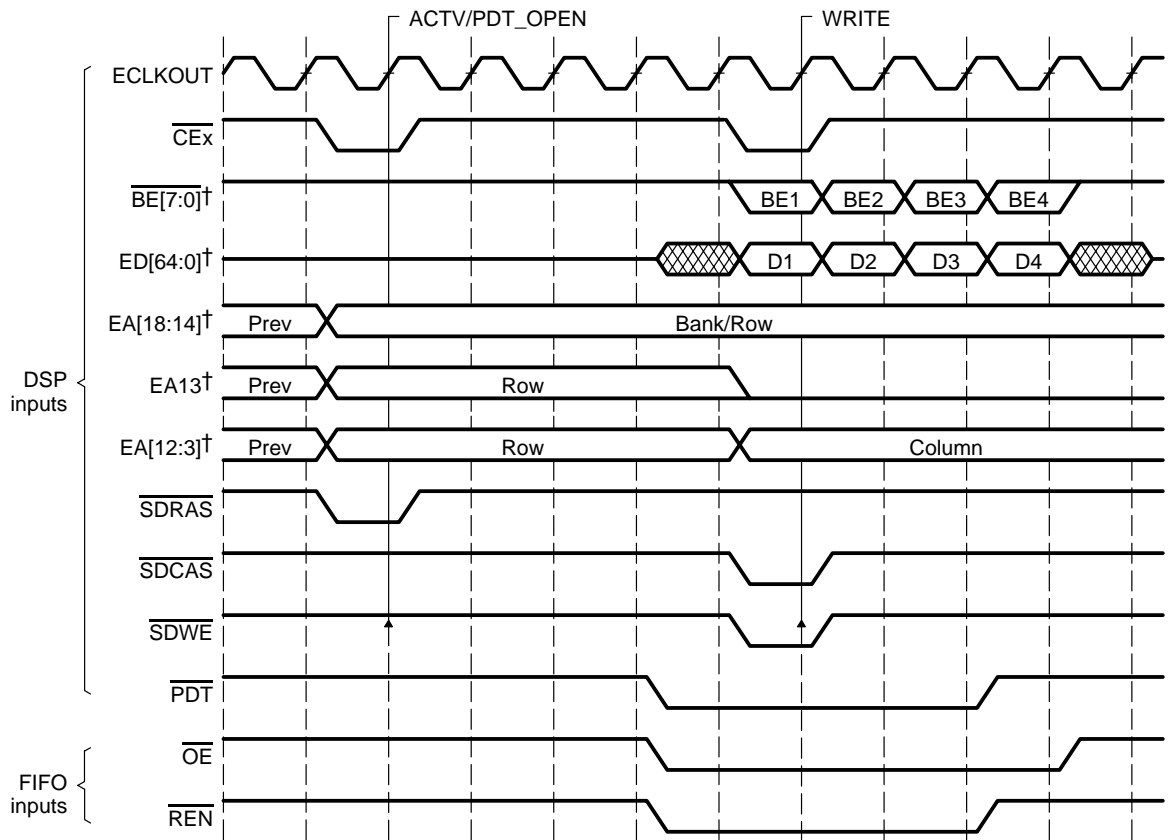 ACTV/PDT_OPEN WRITE
ECLKOUT
CEx
BE[7:0]† BE1 BE2 BE3 BE4
ED[64:0]† D1 D2 D3 D4
EA[18:14]† Prev Bank/Row
DSP
inputs
EA13† Prev Row
EA[12:3]† Prev Row Column
SDRAS
SDCAS
SDWE
PDT
FIFO
inputs
OE
REN